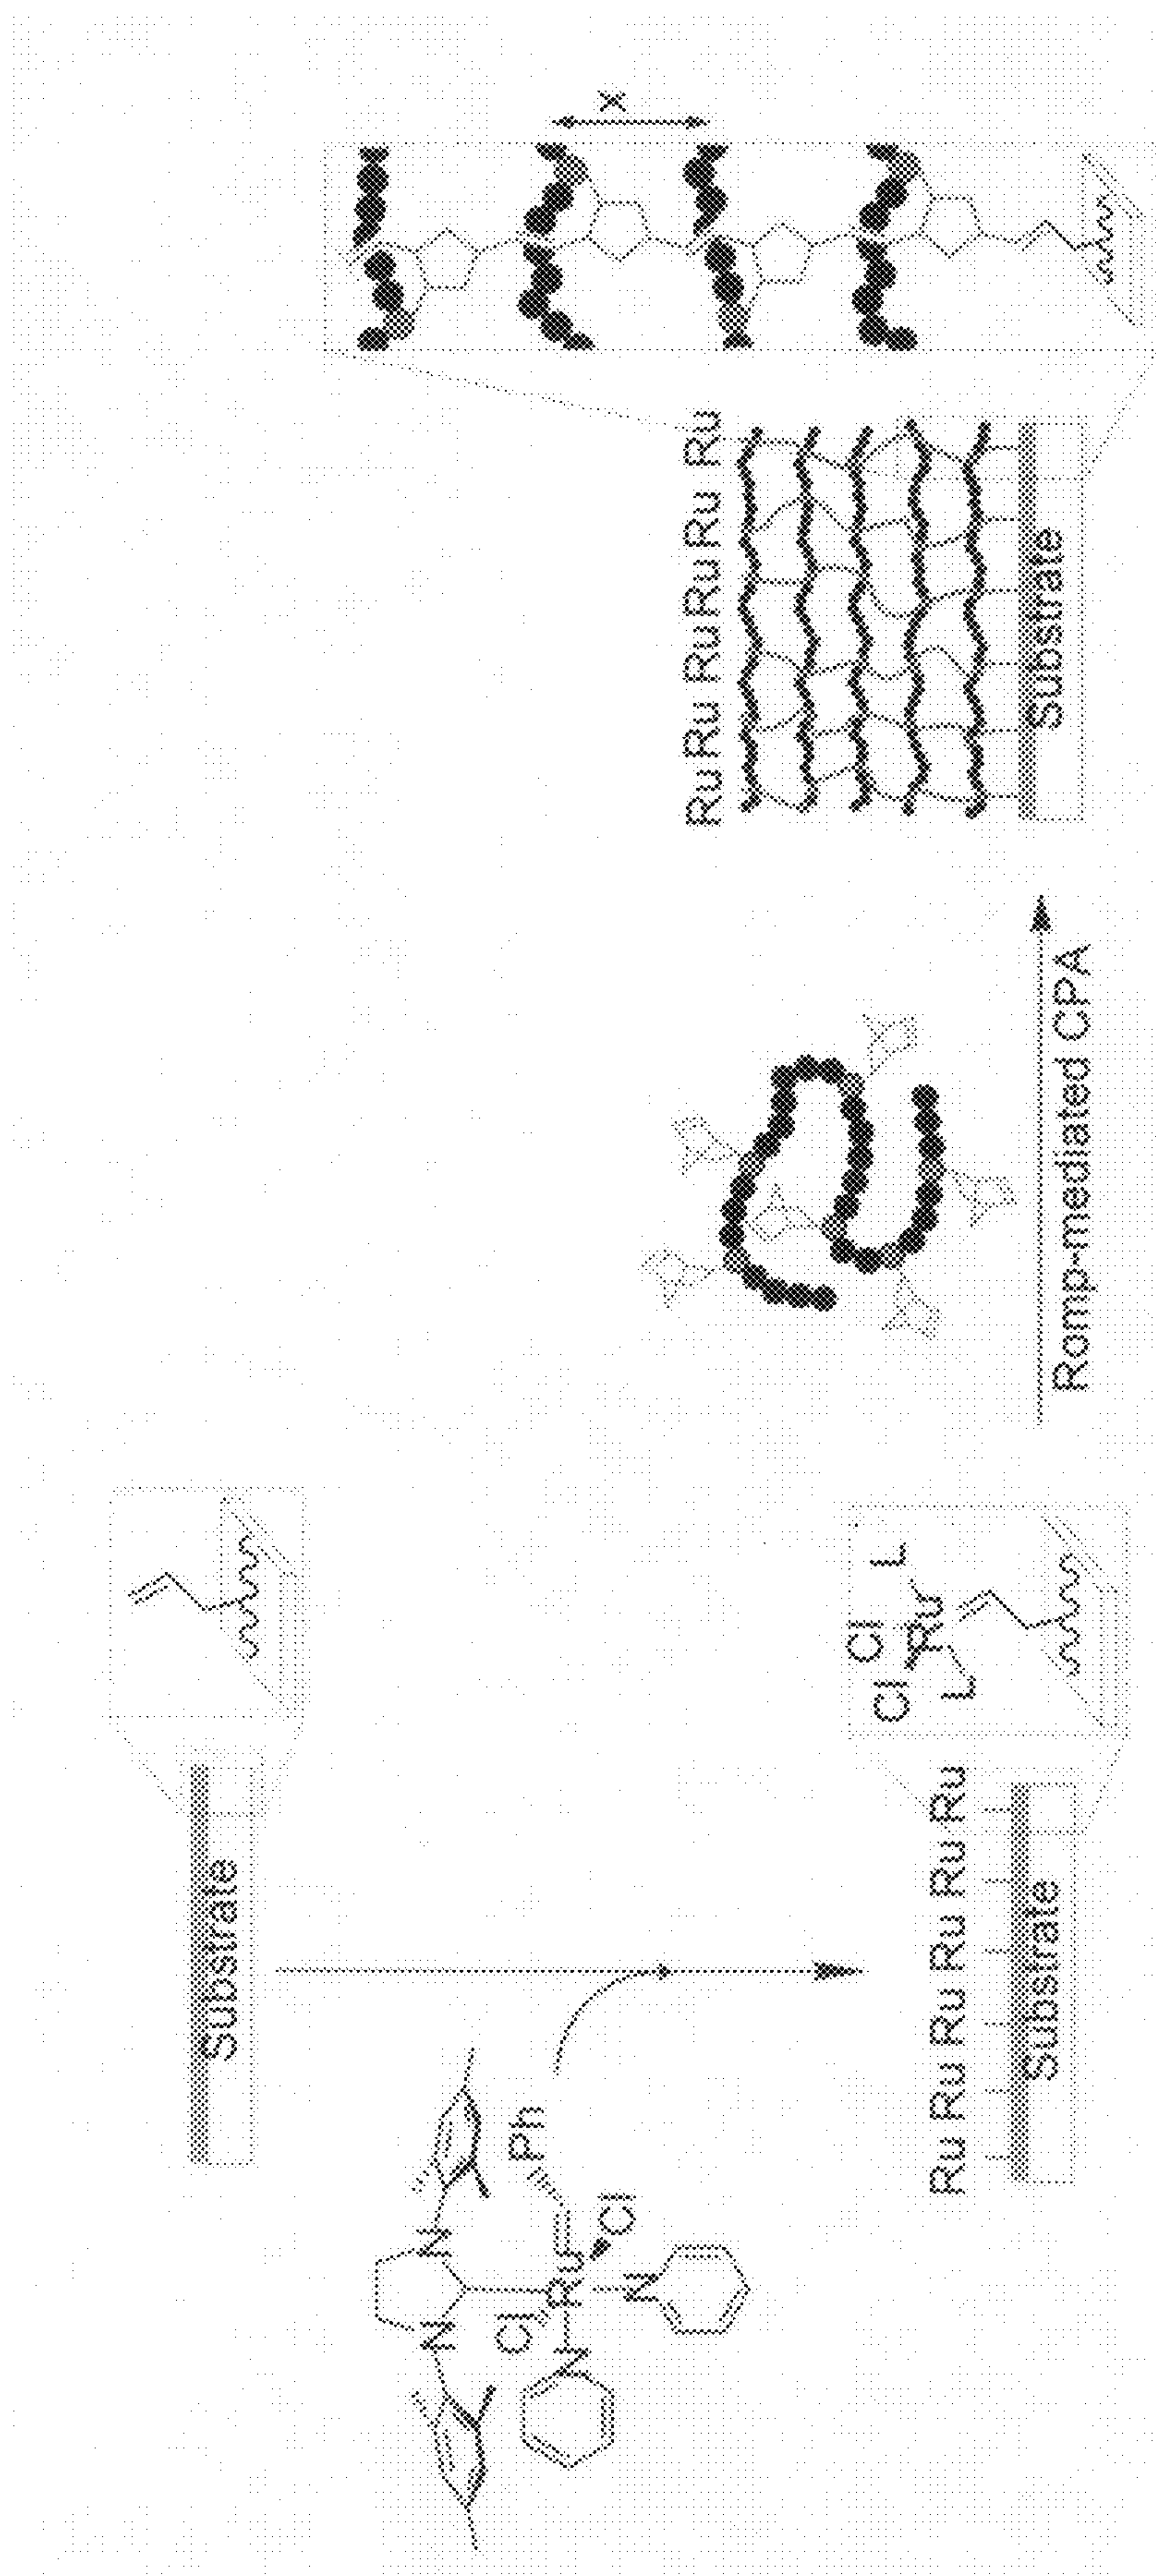 Substrate
N
N
Ph
Cl
Ru
Cl
N
N
Cl
Cl
Ru
L
L
Ru Ru Ru Ru Ru Ru
Substrate
Romp-mediated CPA
Ru Ru Ru Ru Ru Ru
Substrate
x